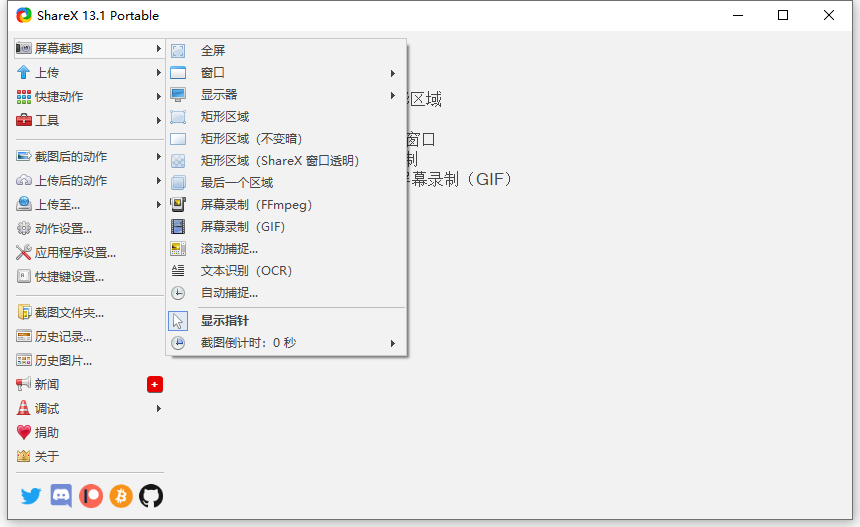 ShareX 13.1 Portable
屏幕截图
上传
快捷动作
工具
截图后的动作
上传后的动作
上传至...
动作设置...
应用程序设置...
快捷键设置...
截图文件夹...
历史记录...
历史图片...
新闻
调试
捐助
关于
全屏
窗口
显示器
矩形区域
矩形区域（不变暗）
矩形区域（ShareX 窗口透明）
最后一个区域
屏幕录制（FFmpeg）
屏幕录制（GIF）
滚动捕捉...
文本识别（OCR）
自动捕捉...
显示指针
截图倒计时：0 秒
区域
窗口
制
幕录制（GIF）